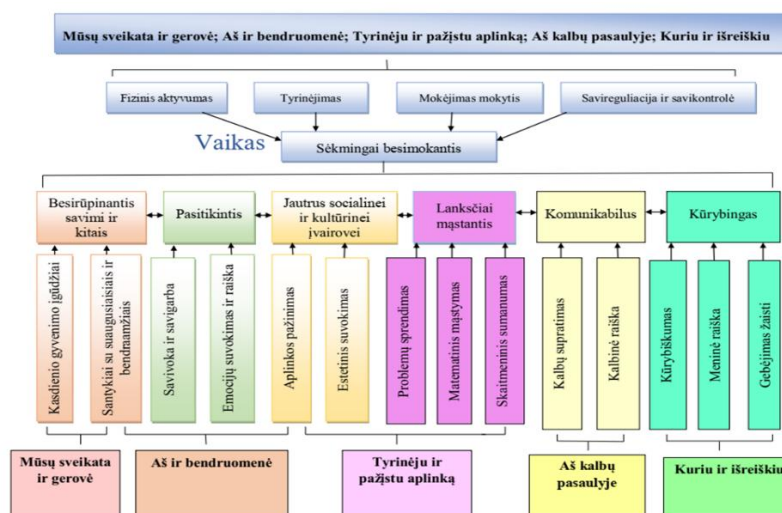 Mūsų sveikata ir gerovė; Aš ir bendruomenė; Tyrinėju ir pažįstu aplinką; Aš kalbų pasaulyje; Kuriu ir išreiškiu
Fizinis aktyvumas
Tyrinėjimas
Mokėjimas mokytis
Savireguliacija ir savikontrolė
Vaikas
Sėkmingai besimokantis
Besirūpinantis
savimi ir
kitais
Pasitikintis
Jautrus socialinei
ir kultūrinei
įvairovei
Lanksčiai
mąstantis
Komunikabilus
Kūrybingas
Kasdienio gyvenimo įgūdžiai
Santykiai su suaugusiaisiais ir
bendraamžiais
Savivoka ir savigarba
Emocijų suvokimas ir raiška
Aplinkos pažinimas
Estetinis suvokimas
Problemų sprendimas
Matematinis mąstymas
Skaitmeninis sumanumas
Kalbų supratimas
Kalbinė raiška
Kūrybiškumas
Meninė raiška
Gebėjimas žaisti
Mūsų sveikata
ir gerovė
Aš ir bendruomenė
Tyrinėju ir
pažįstu aplinką
Aš kalbų
pasaulyje
Kuriu ir išreiškiu